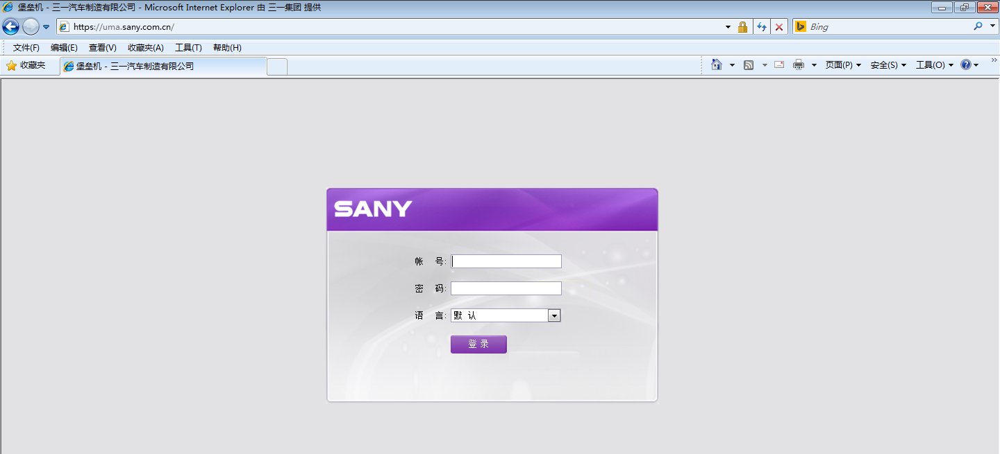 堡垒机 - 三一汽车制造有限公司 - Microsoft Internet Explorer 由 三一集团 提供
https://uma.sany.com.cn/
Bing
文件(F) 编辑(E) 查看(V) 收藏夹(A) 工具(T) 帮助(H)
收藏夹 堡垒机 - 三一汽车制造有限公司 页面(P) 安全(S) 工具(O)
SANY
帐 号:
密 码:
语 言: 默 认
登 录